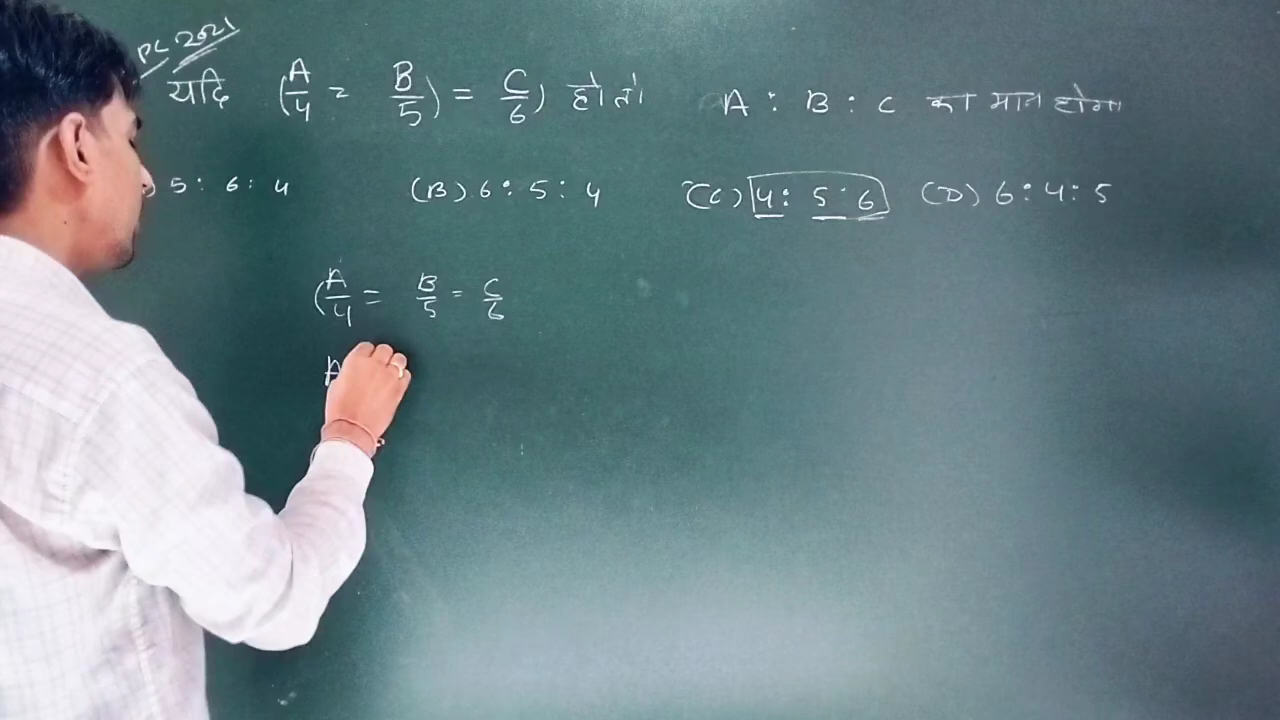 PC 2021
यदि (A/4 = B/5) = C/6) हो तो A : B : C का मान होगा
) 5 : 6 : 4 (B) 6 : 5 : 4 (C) 4 : 5 : 6 (D) 6 : 4 : 5
(A/4 = B/5 = C/6
A